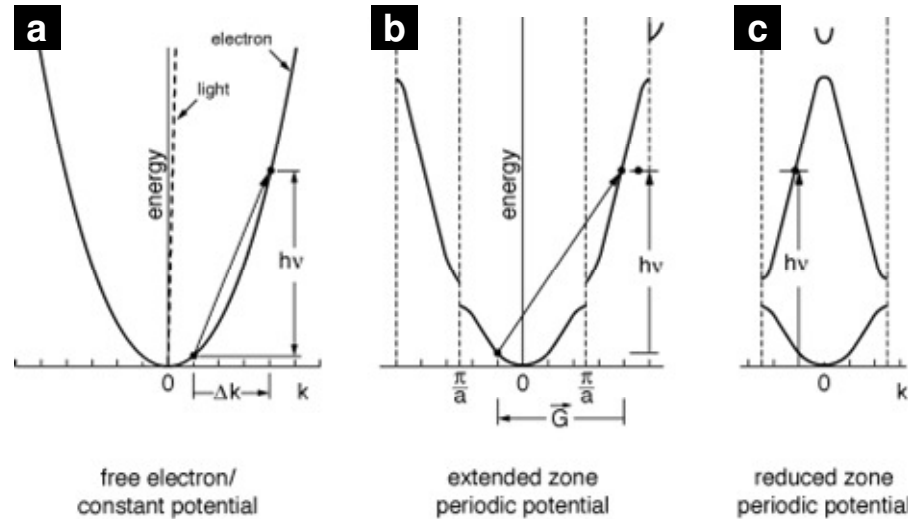 a
electron
light
energy
hν
0
Δk
k
free electron/
constant potential
b
energy
hν
π/a
0
π/a
G⃗
extended zone
periodic potential
c
hν
0
k
reduced zone
periodic potential